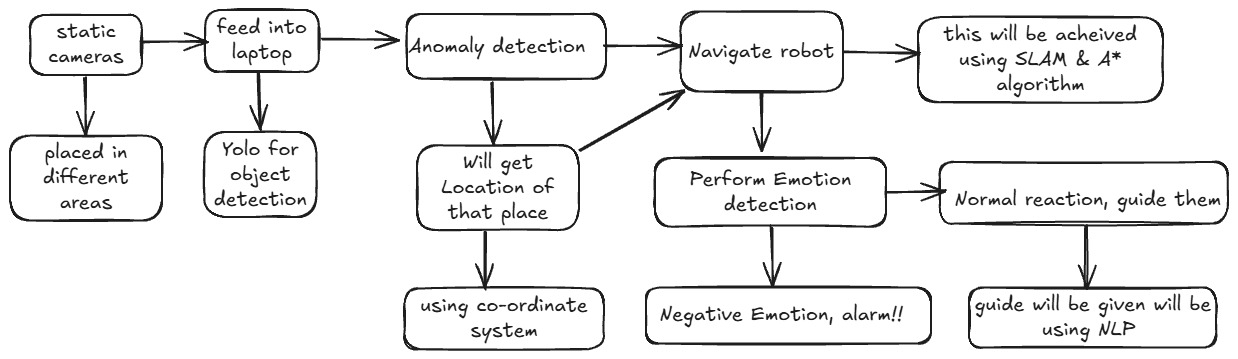 static
cameras
feed into
laptop
Anomaly detection
Navigate robot
this will be acheived
using SLAM & A*
algorithm
placed in
different
areas
Yolo for
object
detection
Will get
Location of
that place
Perform Emotion
detection
Normal reaction, guide them
using co-ordinate
system
Negative Emotion, alarm!!
guide will be given will be
using NLP